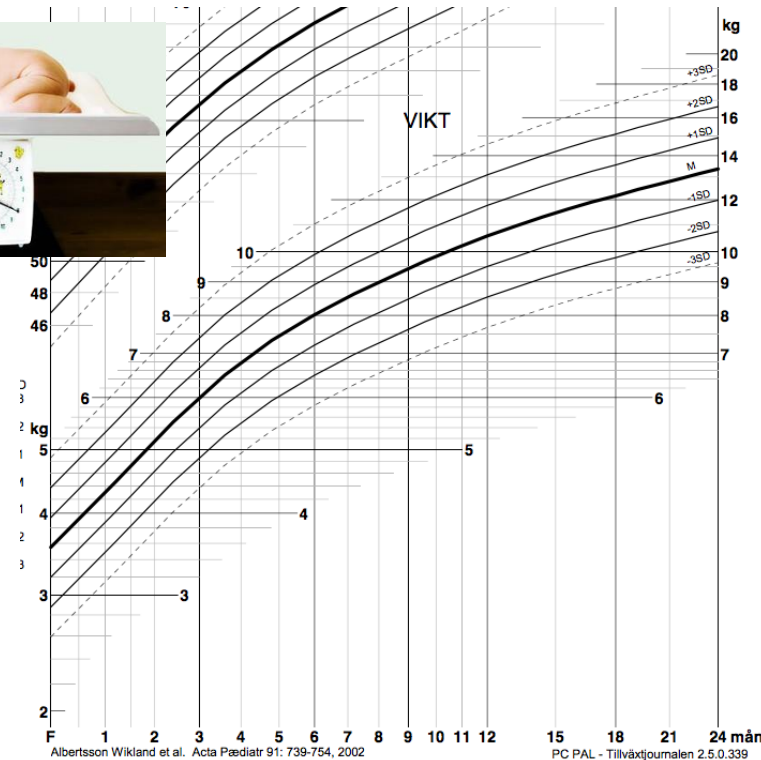 kg
20
+3SD
18
+2SD
VIKT
16
+1SD
14
M
-1SD
12
-2SD
10
10
50
-3SD
9
9
48
8
8
46
7
7
6
6
kg
5
5
4
4
3
3
2
F 1 2 3 4 5 6 7 8 9 10 11 12 15 18 21 24 mån
Albertsson Wikland et al. Acta Pædiatr 91: 739-754, 2002
PC PAL - Tillväxtjournalen 2.5.0.339